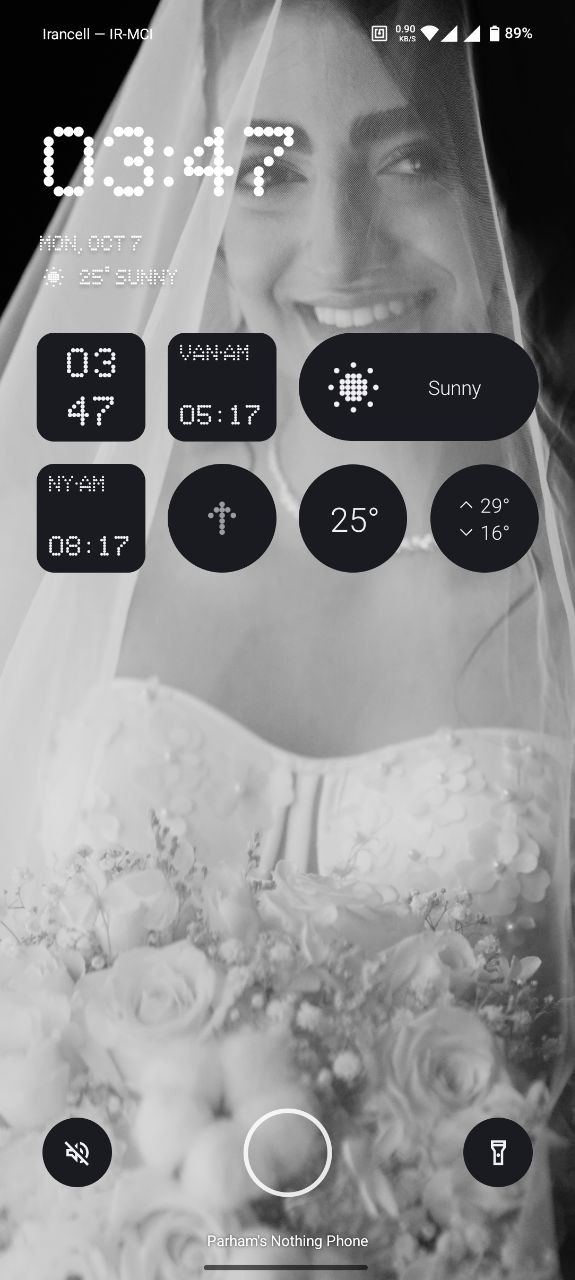 Irancell — IR-MCI
0.90 KB/S
89%
03:47
MON, OCT 7
25° SUNNY
03
47
VAN•AM
05:17
Sunny
NY•AM
08:17
25°
29°
16°
Parham's Nothing Phone